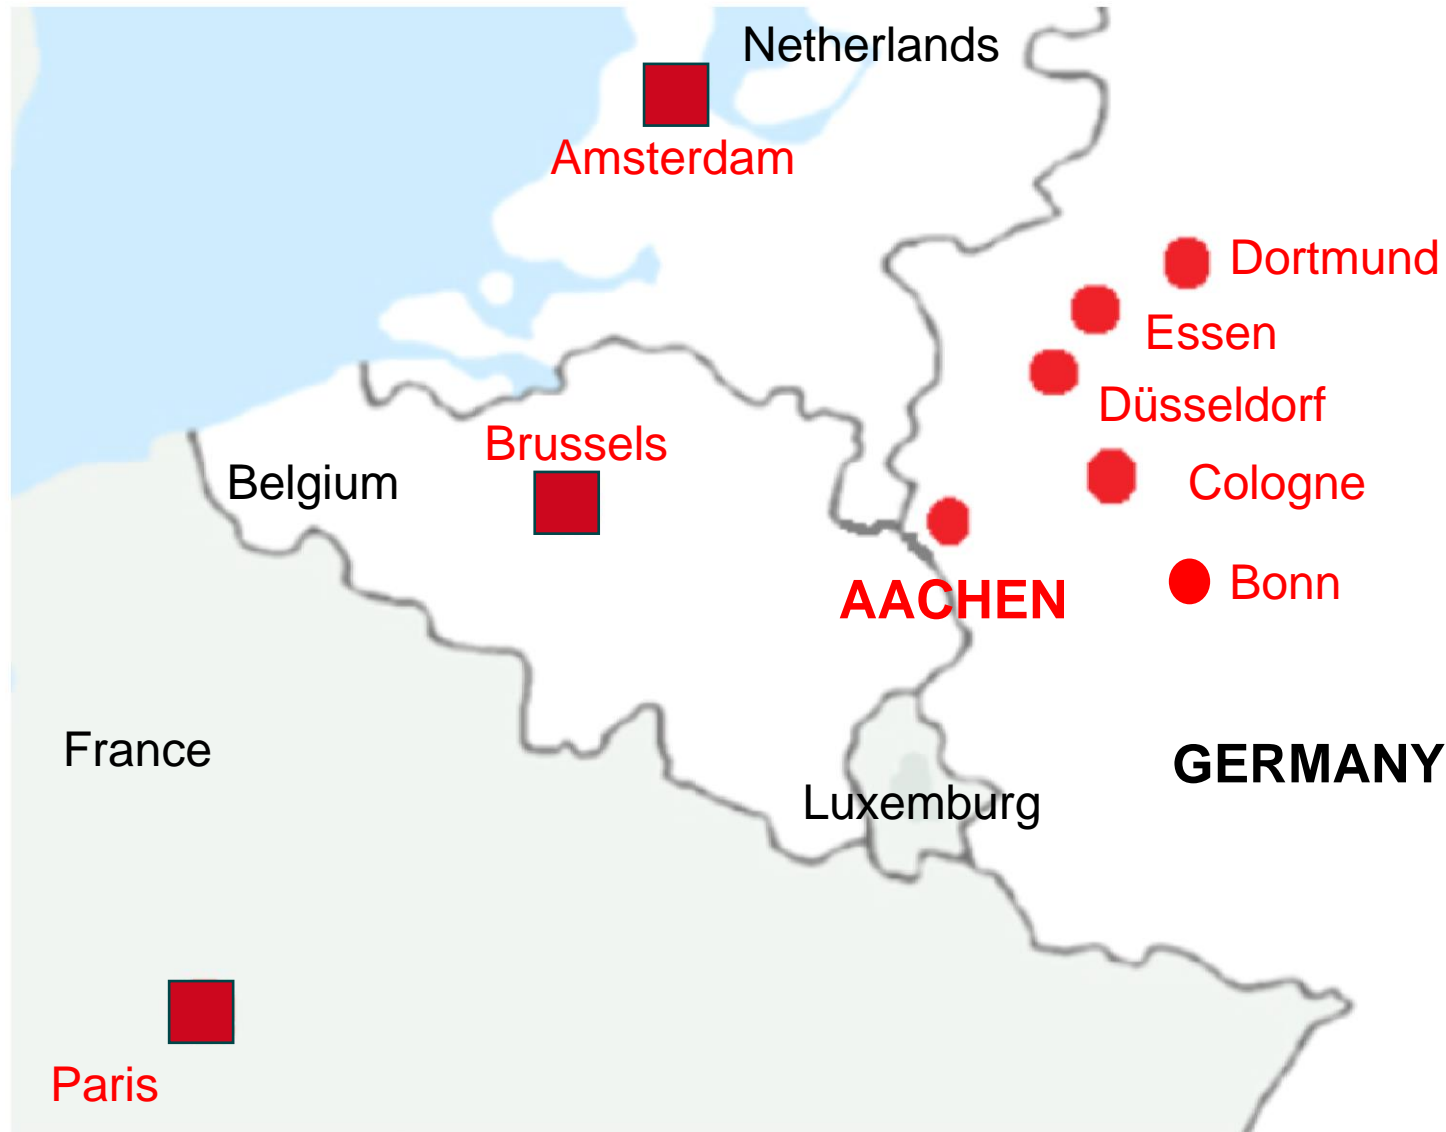 Netherlands
Amsterdam
Dortmund
Essen
Düsseldorf
Brussels
Belgium
Cologne
AACHEN
Bonn
France
GERMANY
Luxemburg
Paris